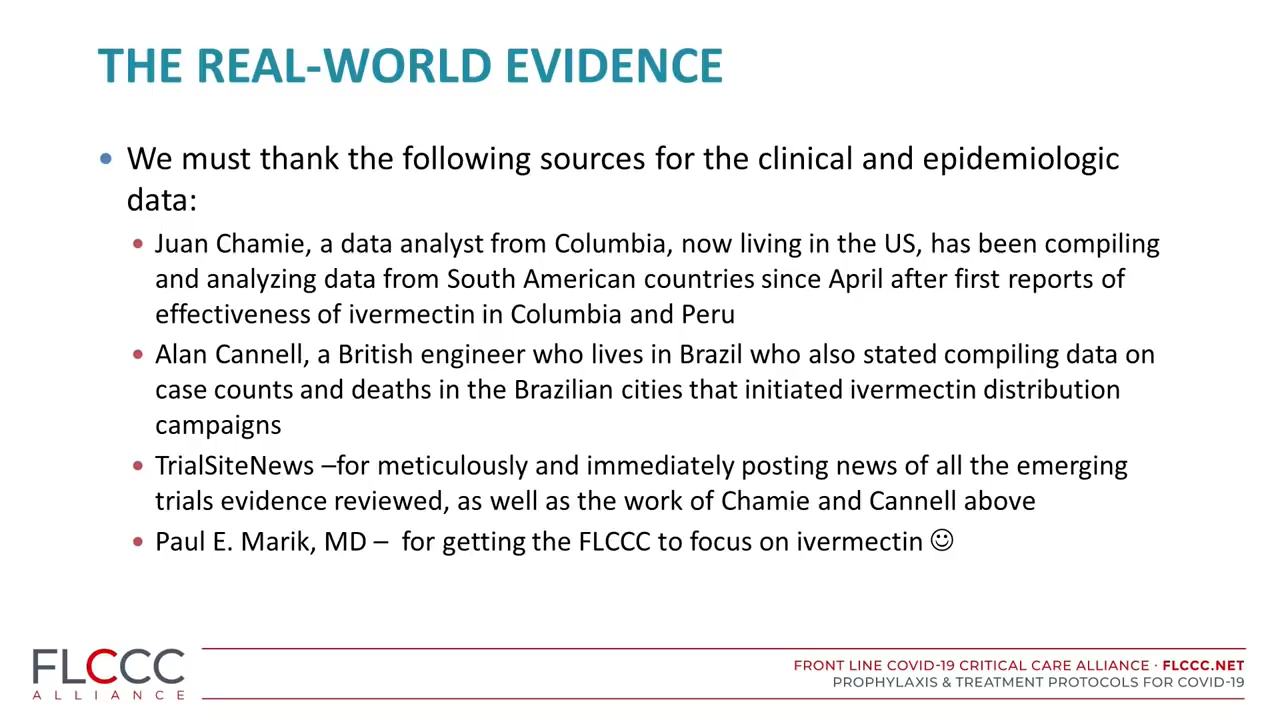 THE REAL-WORLD EVIDENCE
• We must thank the following sources for the clinical and epidemiologic
data:
• Juan Chamie, a data analyst from Columbia, now living in the US, has been compiling
and analyzing data from South American countries since April after first reports of
effectiveness of ivermectin in Columbia and Peru
• Alan Cannell, a British engineer who lives in Brazil who also stated compiling data on
case counts and deaths in the Brazilian cities that initiated ivermectin distribution
campaigns
• TrialSiteNews –for meticulously and immediately posting news of all the emerging
trials evidence reviewed, as well as the work of Chamie and Cannell above
• Paul E. Marik, MD – for getting the FLCCC to focus on ivermectin ☺
FLCCC
ALLIANCE
FRONT LINE COVID-19 CRITICAL CARE ALLIANCE · FLCCC.NET
PROPHYLAXIS & TREATMENT PROTOCOLS FOR COVID-19